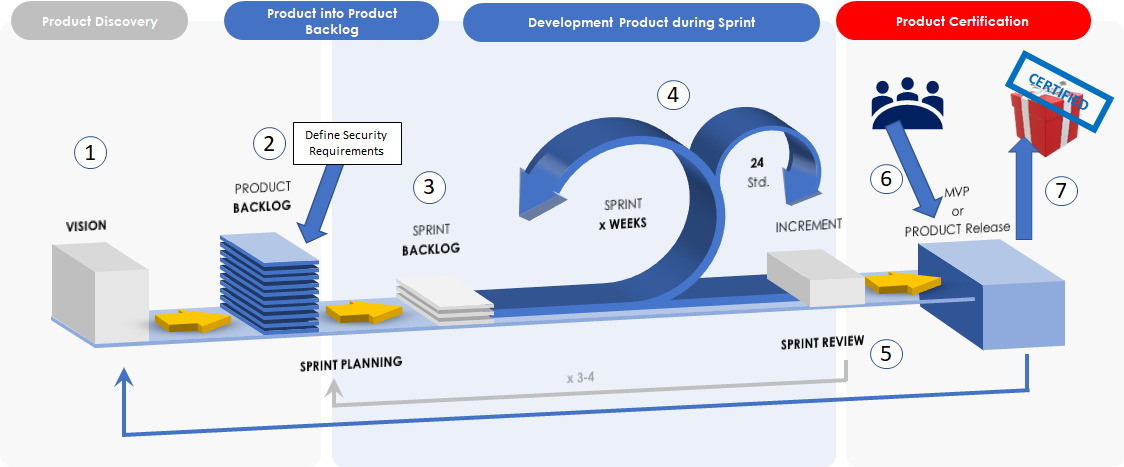 Product Discovery
Product into Product
Backlog
Development Product during Sprint
Product Certification
1
VISION
2
Define Security
Requirements
PRODUCT
BACKLOG
3
SPRINT
BACKLOG
SPRINT PLANNING
4
SPRINT
x WEEKS
24
Std.
INCREMENT
SPRINT REVIEW
5
x 3-4
6
MVP
or
PRODUCT Release
7
CERTIFIED